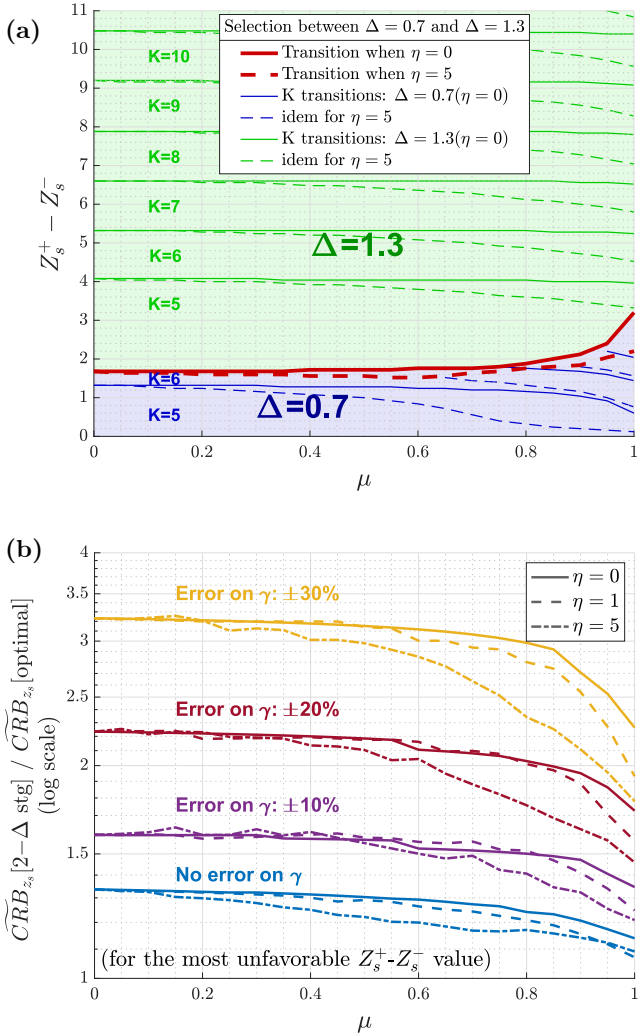 (a)
Selection between Δ = 0.7 and Δ = 1.3
Transition when η = 0
Transition when η = 5
K transitions: Δ = 0.7(η = 0)
idem for η = 5
K transitions: Δ = 1.3(η = 0)
idem for η = 5
11
10
9
8
7
6
5
4
3
2
1
0
Z_s^+ − Z_s^-
K=10
K=9
K=8
K=7
K=6
K=5
Δ=1.3
K=6
K=5
Δ=0.7
0
0.2
0.4
0.6
0.8
1
μ
(b)
4
3.5
3
2.5
2
1.5
1
\widetilde{CRB}_{z_s}[2−Δ stg] / \widetilde{CRB}_{z_s}[optimal]
(log scale)
η = 0
η = 1
η = 5
Error on γ: ±30%
Error on γ: ±20%
Error on γ: ±10%
No error on γ
(for the most unfavorable Z_s^+-Z_s^- value)
0
0.2
0.4
0.6
0.8
1
μ